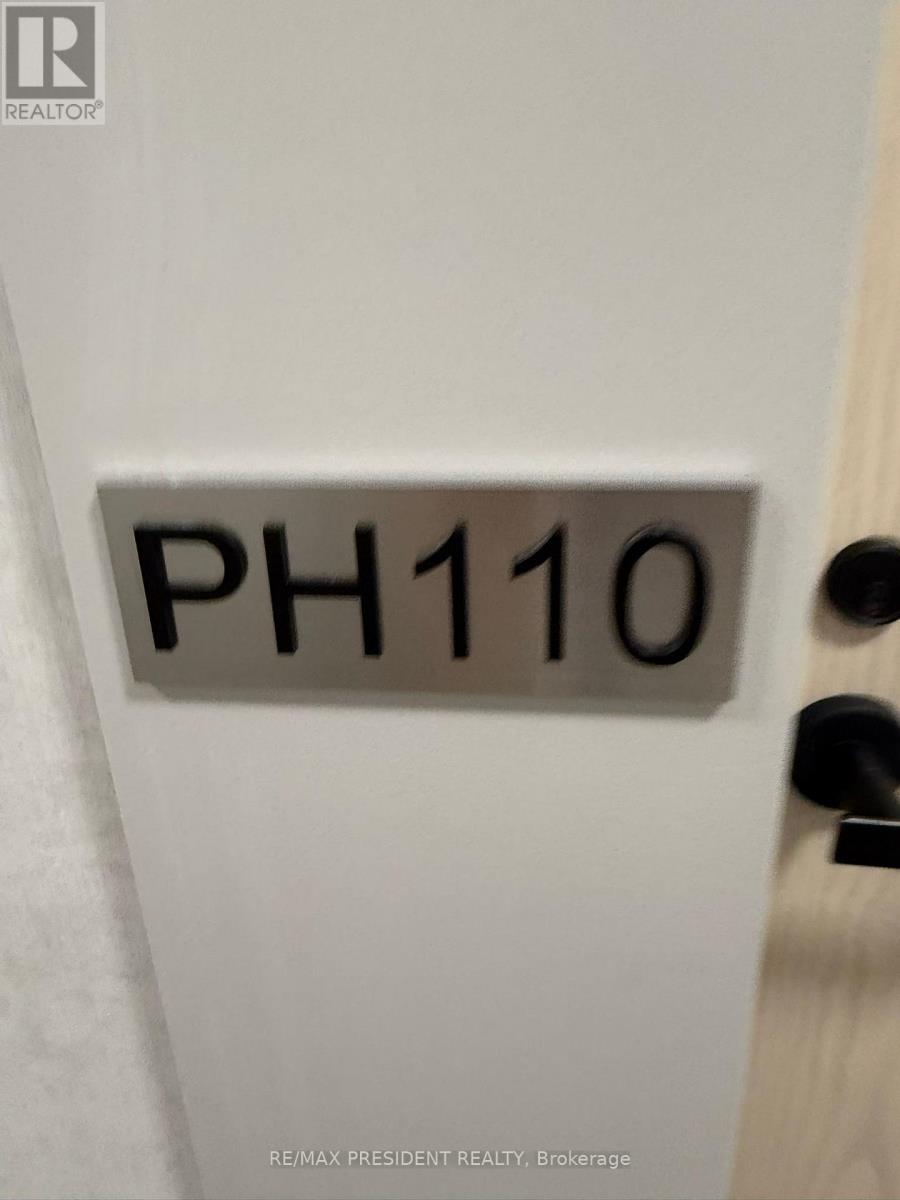 R
REALTOR®
PH110
RE/MAX PRESIDENT REALTY, Brokerage